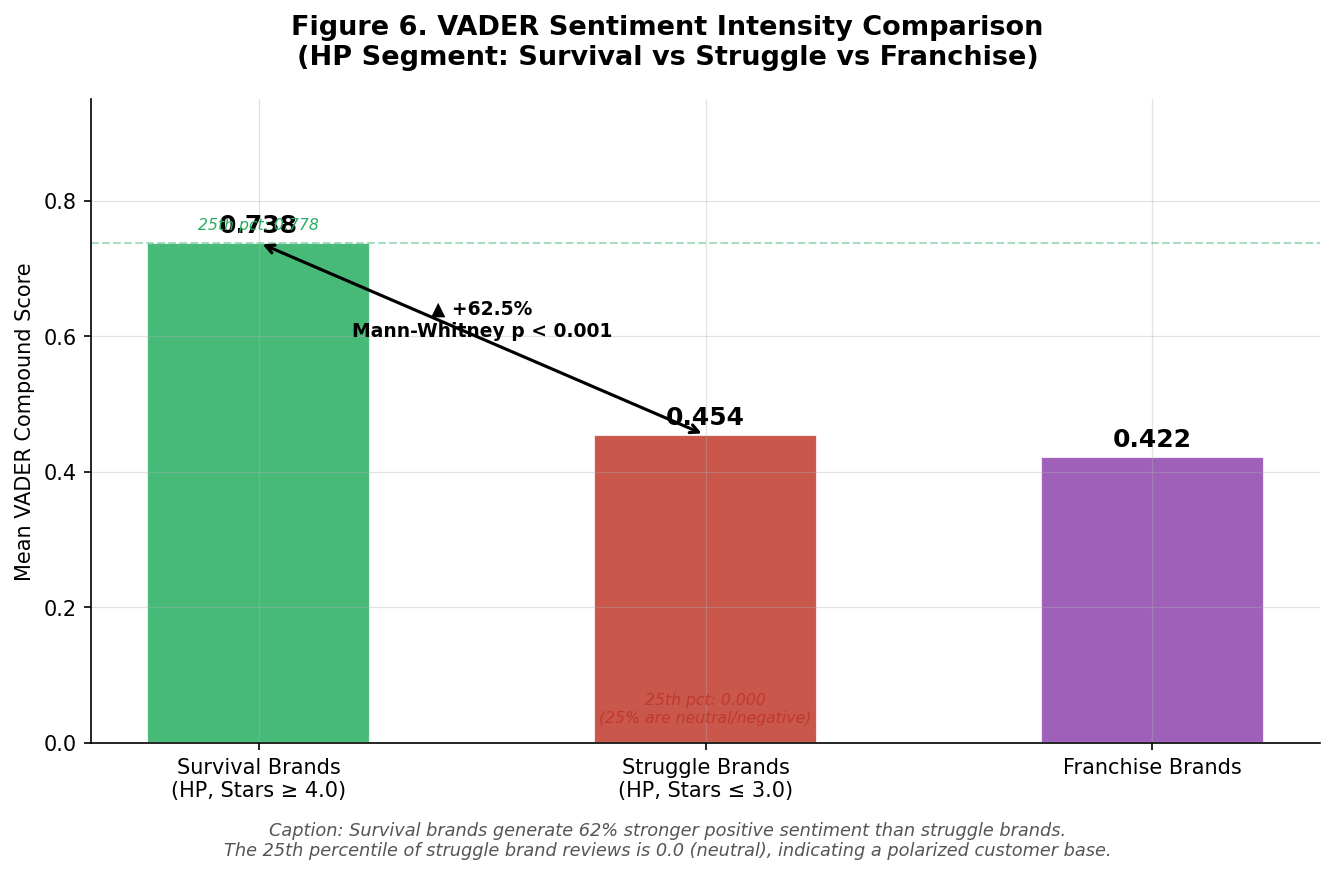 Figure 6. VADER Sentiment Intensity Comparison
(HP Segment: Survival vs Struggle vs Franchise)
Mean VADER Compound Score
0.8
0.6
0.4
0.2
0.0
25th pct: 0.778
0.738
▲ +62.5%
Mann-Whitney p < 0.001
0.454
0.422
25th pct: 0.000
(25% are neutral/negative)
Survival Brands
(HP, Stars ≥ 4.0)
Struggle Brands
(HP, Stars ≤ 3.0)
Franchise Brands
Caption: Survival brands generate 62% stronger positive sentiment than struggle brands.
The 25th percentile of struggle brand reviews is 0.0 (neutral), indicating a polarized customer base.